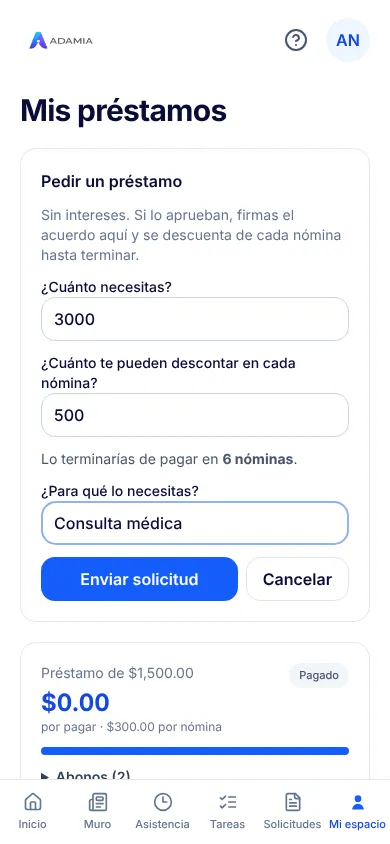 ADAMIA
AN
Mis préstamos
Pedir un préstamo
Sin intereses. Si lo aprueban, firmas el
acuerdo aquí y se descuenta de cada nómina
hasta terminar.
¿Cuánto necesitas?
3000
¿Cuánto te pueden descontar en cada
nómina?
500
Lo terminarías de pagar en 6 nóminas.
¿Para qué lo necesitas?
Consulta médica
Enviar solicitud
Cancelar
Préstamo de $1,500.00
Pagado
$0.00
por pagar · $300.00 por nómina
Abonos (2)
Inicio
Muro
Asistencia
Tareas
Solicitudes
Mi espacio